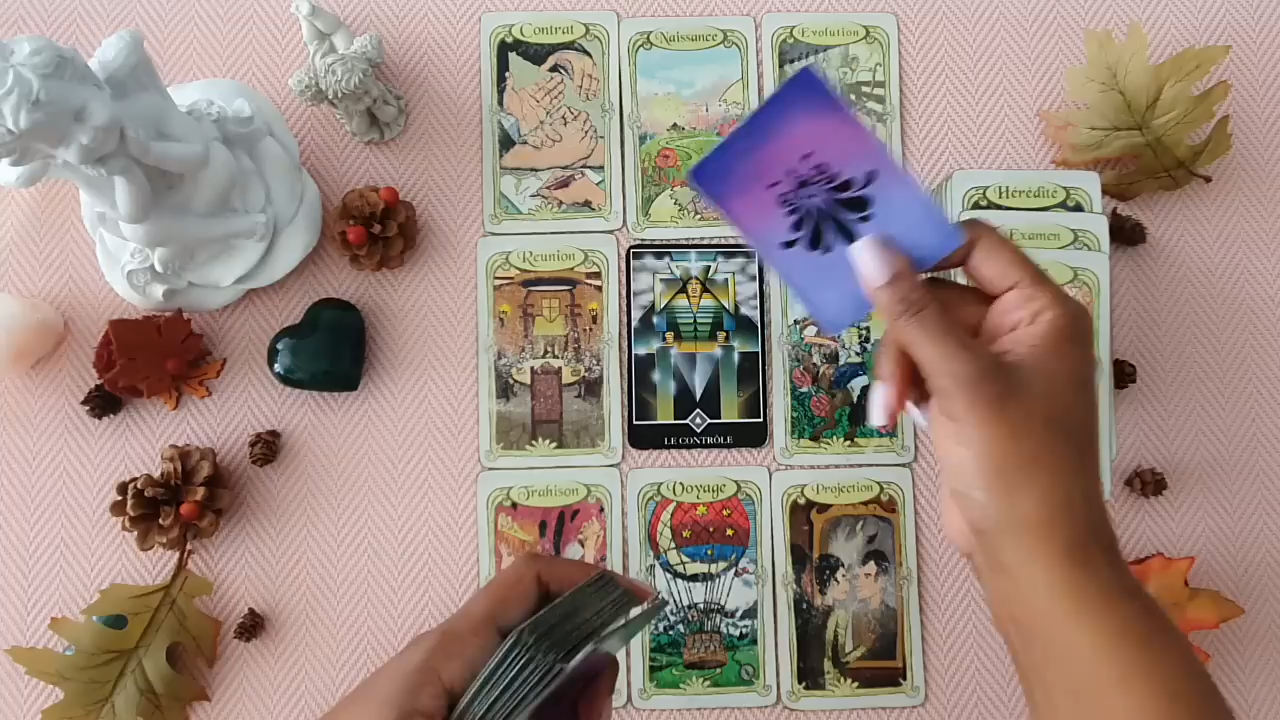 Contrat
Naissance
Evolution
Hérédité
Examen
Reunion
LE CONTRÔLE
Trahison
Voyage
Projection